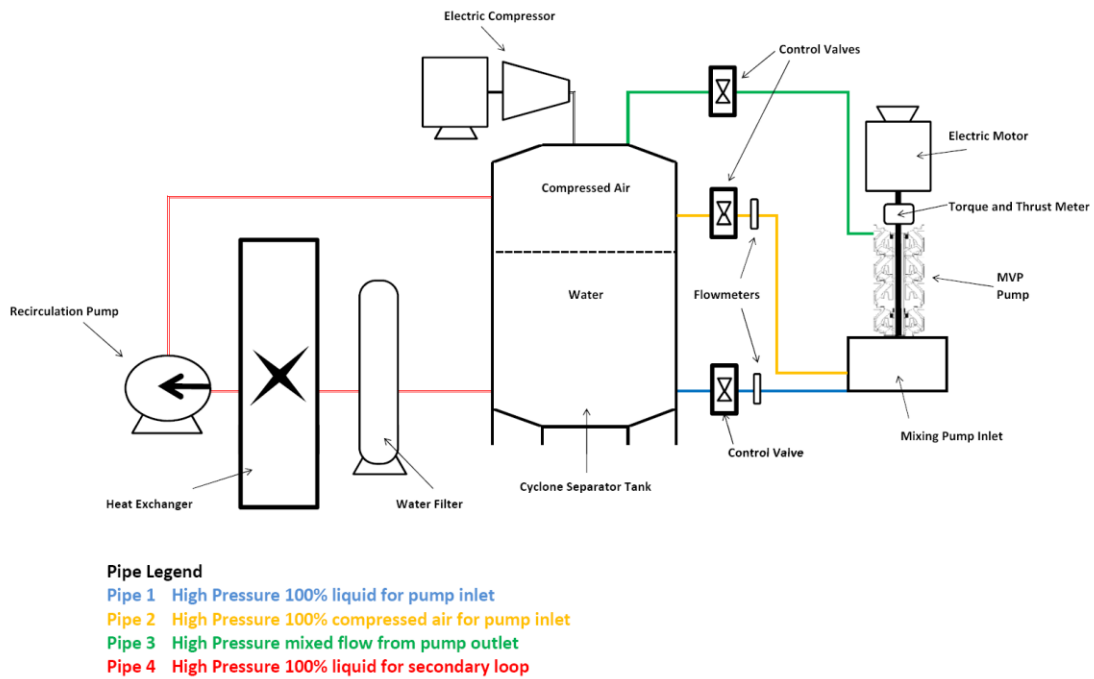 Electric Compressor
Control Valves
Electric Motor
Compressed Air
Torque and Thrust Meter
MVP
Pump
Water
Flowmeters
Recirculation Pump
Mixing Pump Inlet
Control Valve
Cyclone Separator Tank
Heat Exchanger
Water Filter
Pipe Legend
Pipe 1 High Pressure 100% liquid for pump inlet
Pipe 2 High Pressure 100% compressed air for pump inlet
Pipe 3 High Pressure mixed flow from pump outlet
Pipe 4 High Pressure 100% liquid for secondary loop